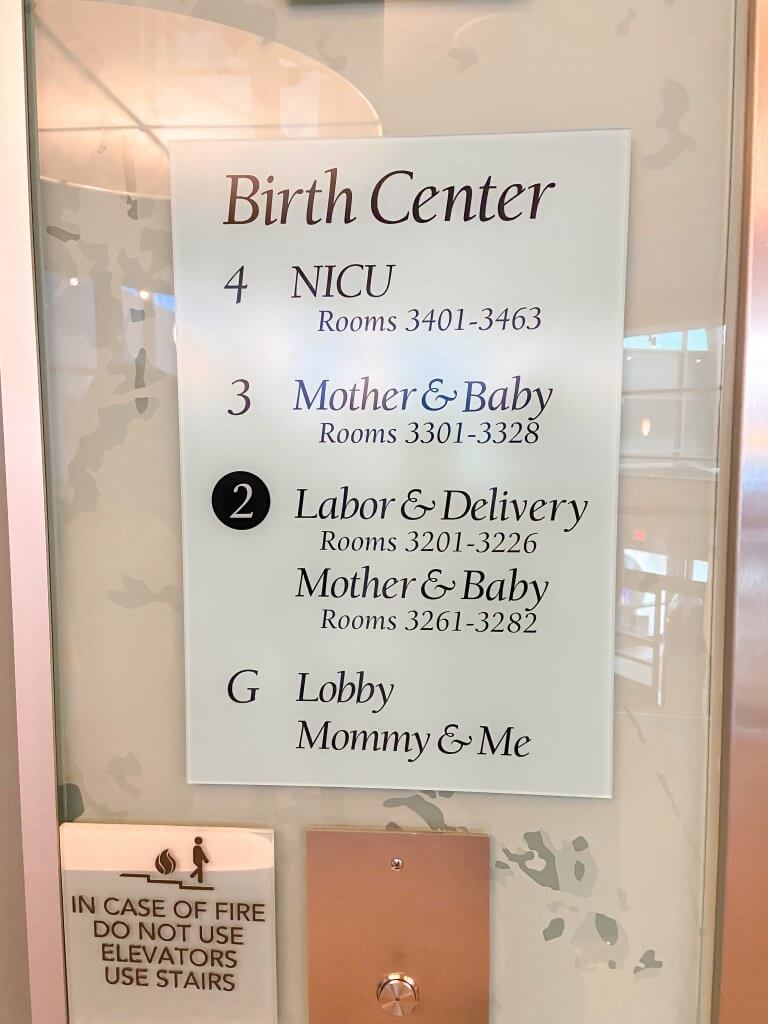 Birth Center
4 NICU
Rooms 3401-3463
3 Mother & Baby
Rooms 3301-3328
2 Labor & Delivery
Rooms 3201-3226
Mother & Baby
Rooms 3261-3282
G Lobby
Mommy & Me
IN CASE OF FIRE
DO NOT USE
ELEVATORS
USE STAIRS